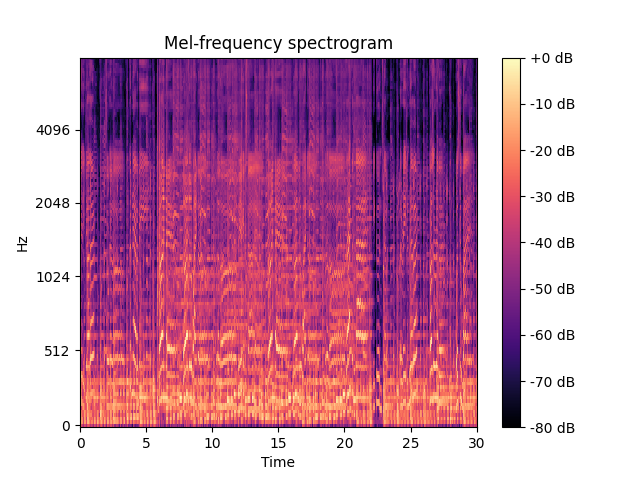 Mel-frequency spectrogram
Hz
4096
2048
1024
512
0
0 5 10 15 20 25 30
Time
+0 dB
-10 dB
-20 dB
-30 dB
-40 dB
-50 dB
-60 dB
-70 dB
-80 dB